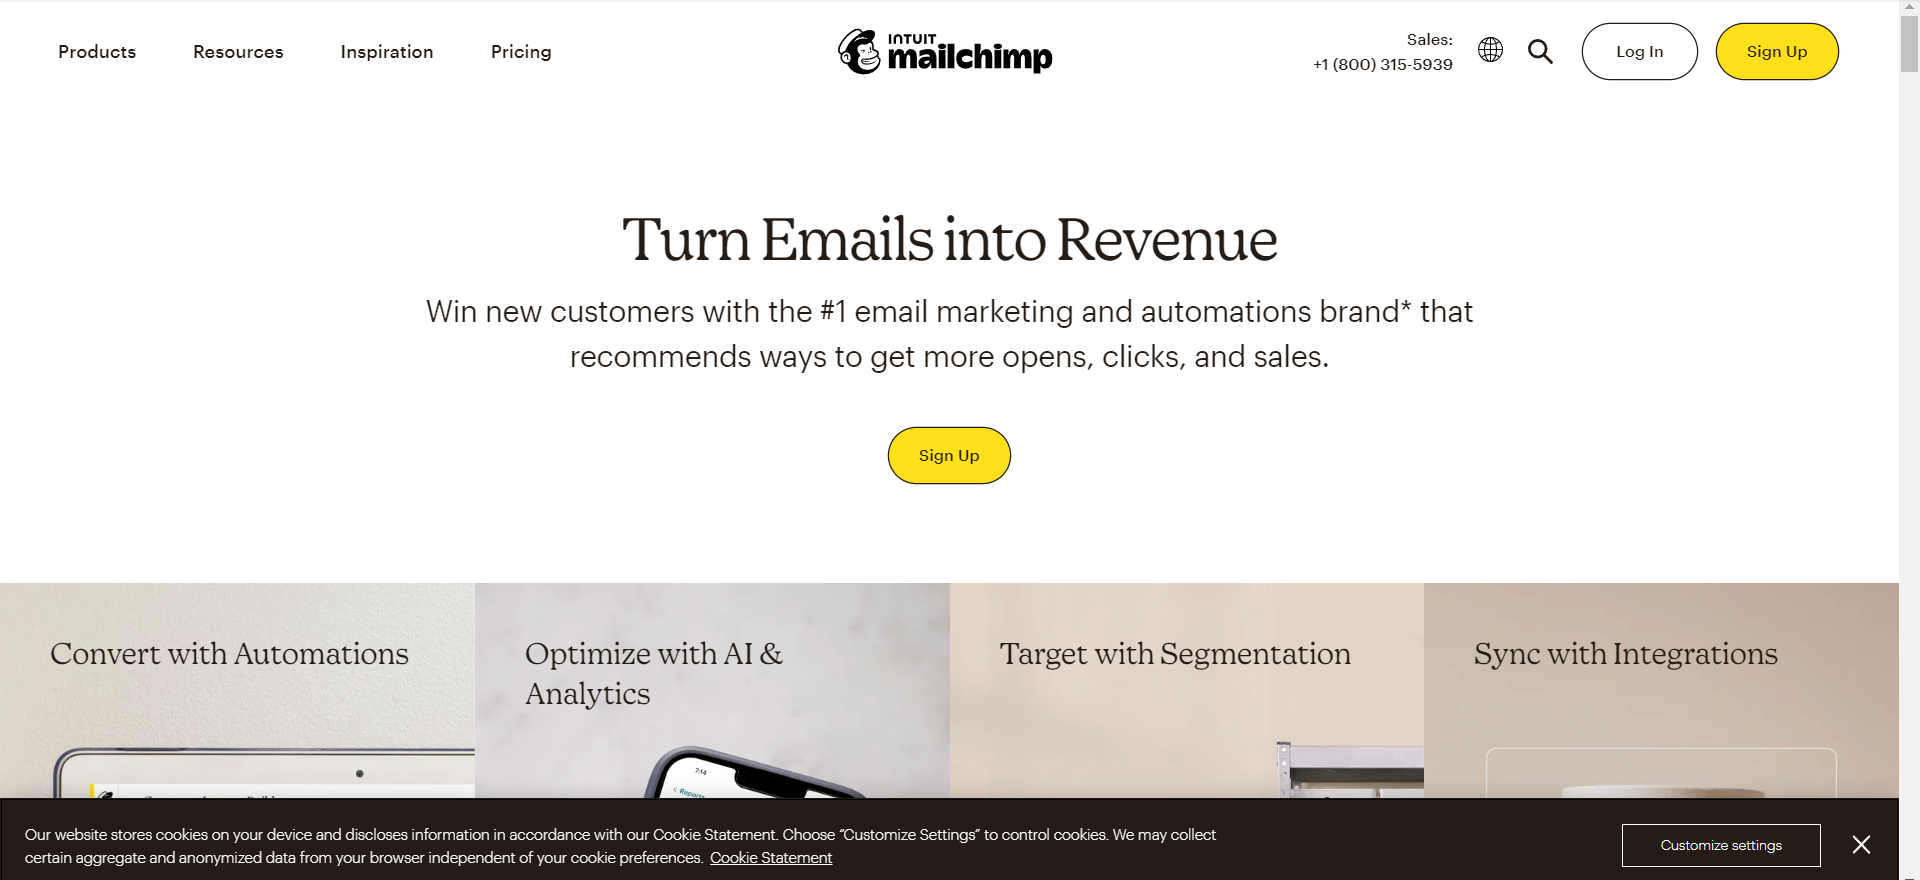 Products
Resources
Inspiration
Pricing
INTUIT
mailchimp
Sales:
+1 (800) 315-5939
Log In
Sign Up
Turn Emails into Revenue
Win new customers with the #1 email marketing and automations brand* that
recommends ways to get more opens, clicks, and sales.
Sign Up
Convert with Automations
Optimize with AI &
Analytics
Target with Segmentation
Sync with Integrations
7:14
Reports
Our website stores cookies on your device and discloses information in accordance with our Cookie Statement. Choose “Customize Settings” to control cookies. We may collect
certain aggregate and anonymized data from your browser independent of your cookie preferences. Cookie Statement
Customize settings